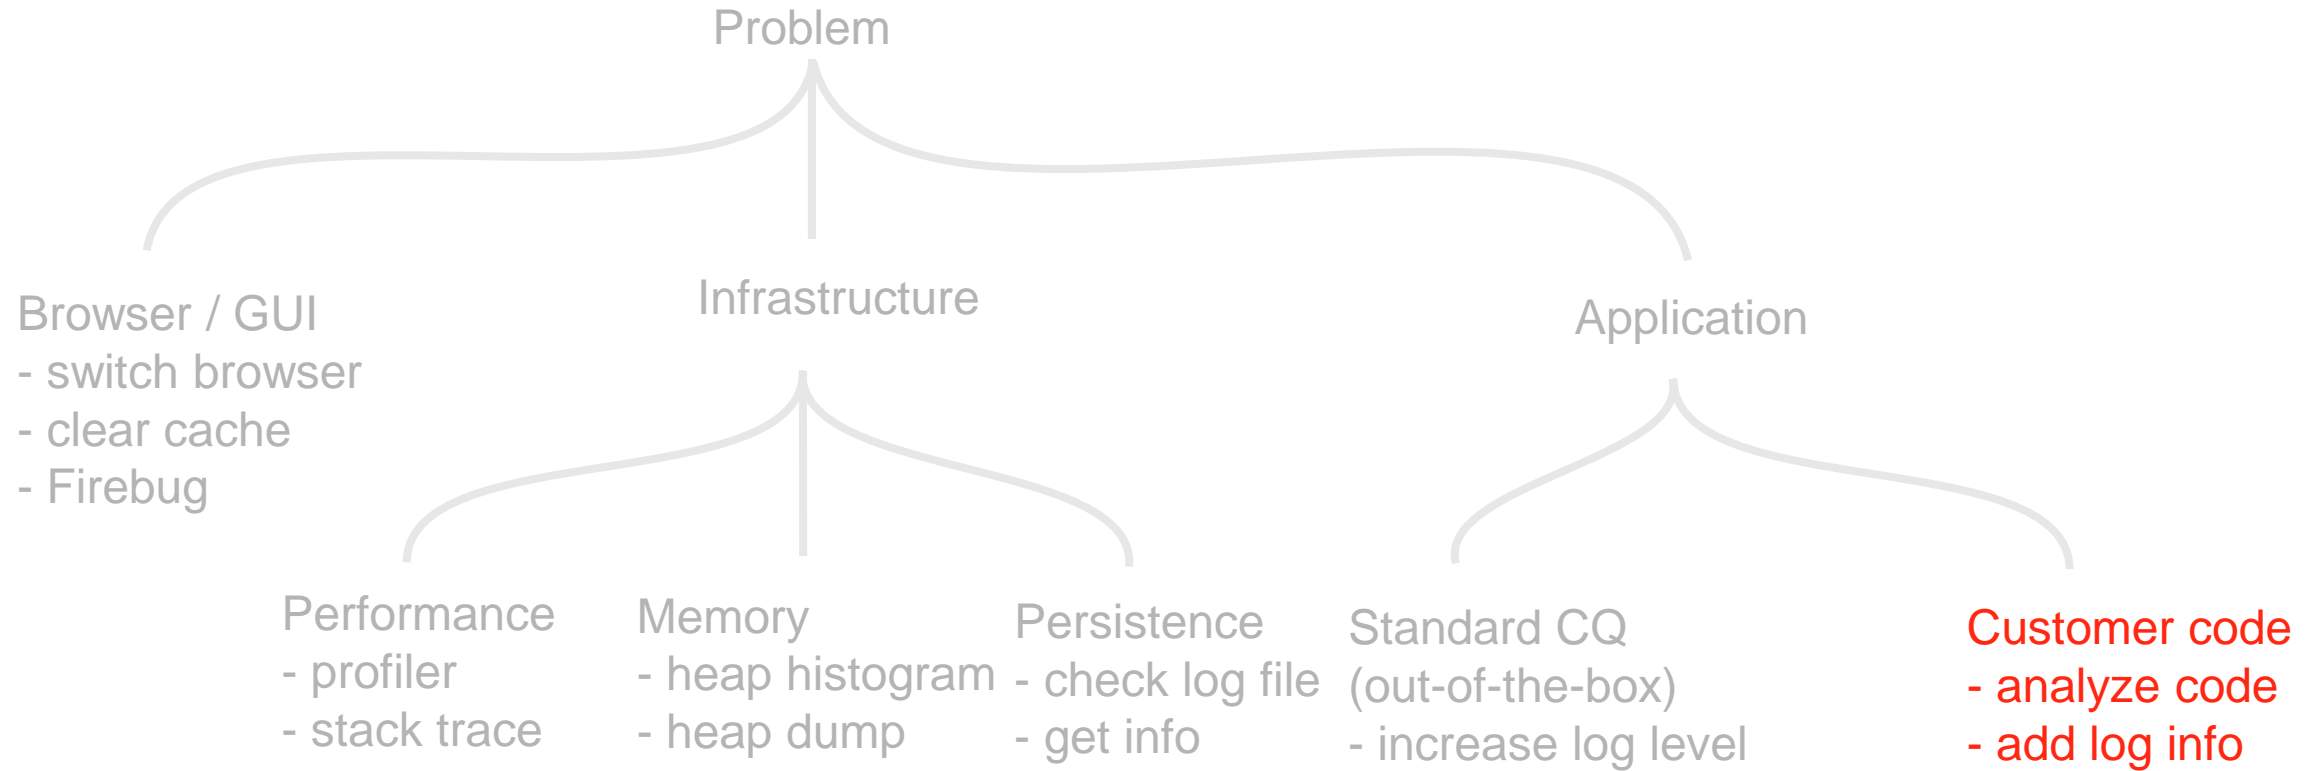 Problem
Browser / GUI
- switch browser
- clear cache
- Firebug
Infrastructure
Application
Performance
- profiler
- stack trace
Memory
- heap histogram
- heap dump
Persistence
- check log file
- get info
Standard CQ
(out-of-the-box)
- increase log level
Customer code
- analyze code
- add log info